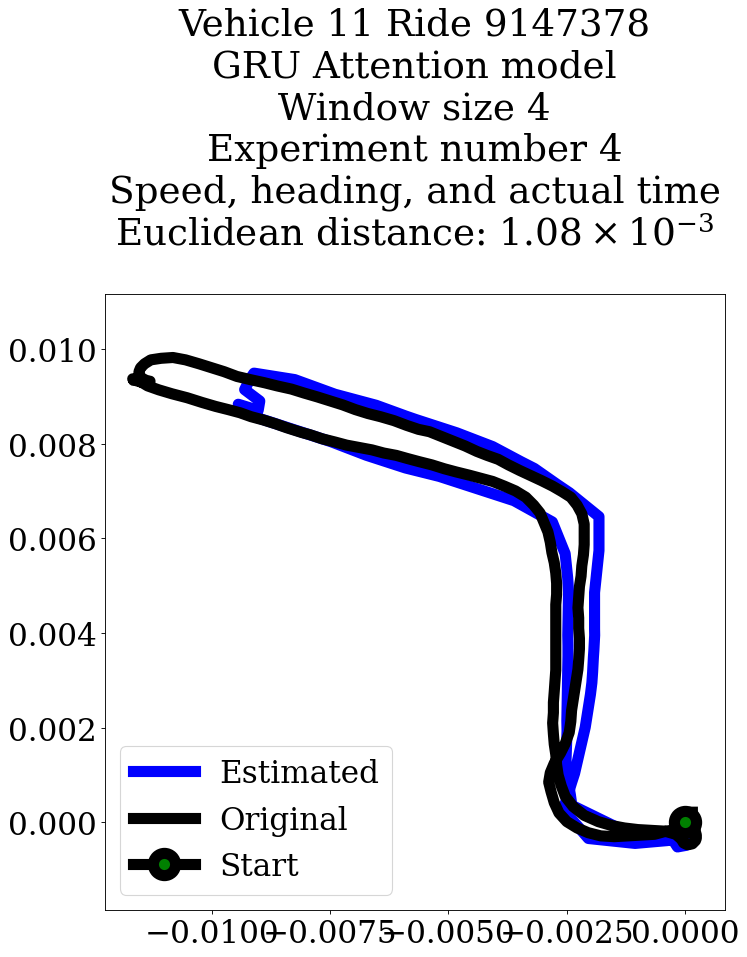 Vehicle 11 Ride 9147378
GRU Attention model
Window size 4
Experiment number 4
Speed, heading, and actual time
Euclidean distance: 1.08 × 10⁻³
0.010
0.008
0.006
0.004
0.002
0.000
Estimated
Original
Start
−0.0100 −0.0075 −0.0050 −0.0025 0.0000